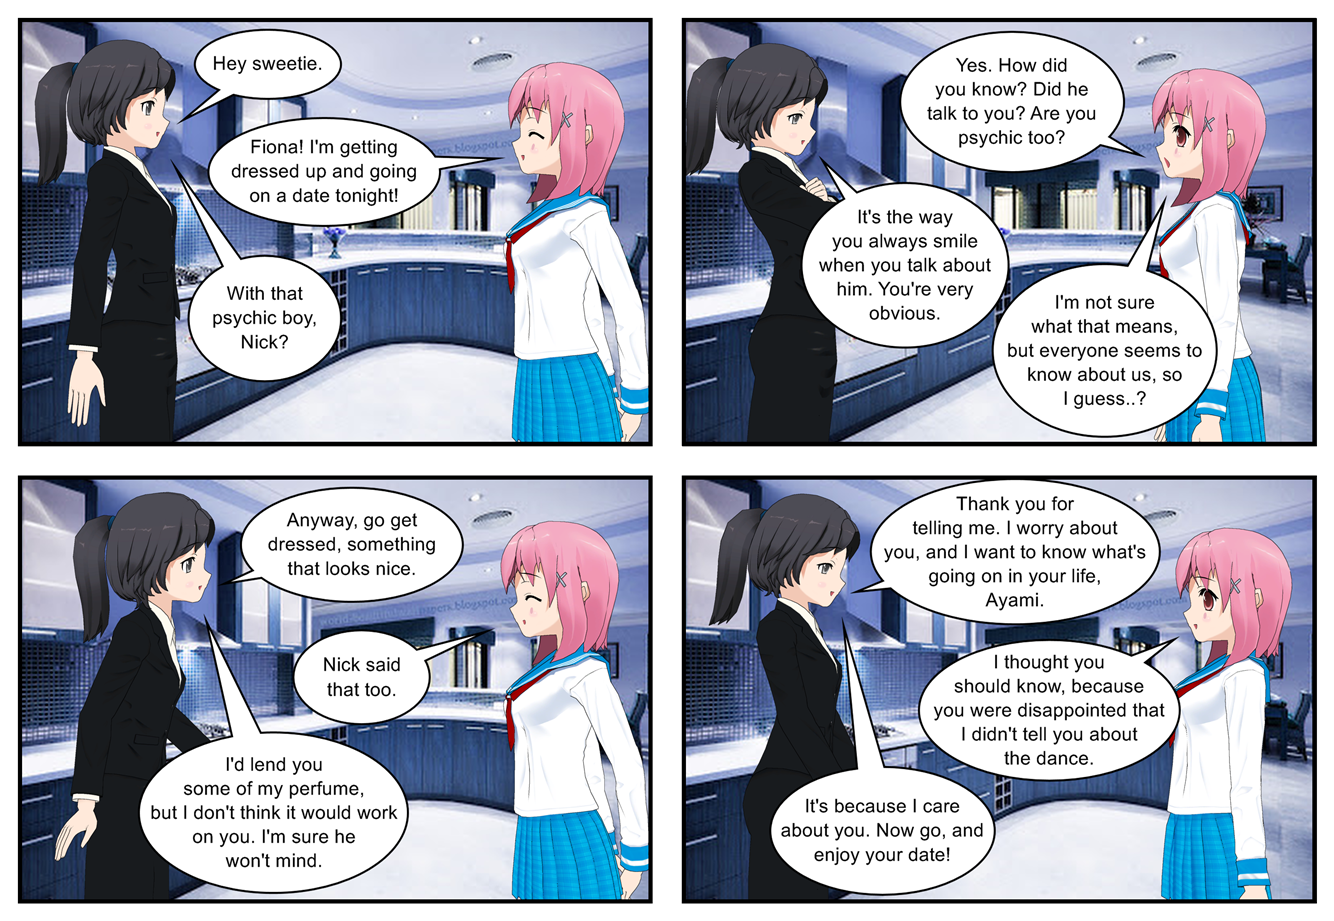 Hey sweetie.
Fiona! I'm getting
dressed up and going
on a date tonight!
With that
psychic boy,
Nick?
Yes. How did
you know? Did he
talk to you? Are you
psychic too?
It's the way
you always smile
when you talk about
him. You're very
obvious.
I'm not sure
what that means,
but everyone seems to
know about us, so
I guess..?
Anyway, go get
dressed, something
that looks nice.
Nick said
that too.
I'd lend you
some of my perfume,
but I don't think it would work
on you. I'm sure he
won't mind.
Thank you for
telling me. I worry about
you, and I want to know what's
going on in your life,
Ayami.
I thought you
should know, because
you were disappointed that
I didn't tell you about
the dance.
It's because I care
about you. Now go, and
enjoy your date!